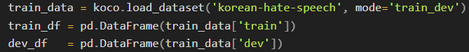 train_data = koco.load_dataset('korean-hate-speech', mode='train_dev')
train_df = pd.DataFrame(train_data['train'])
dev_df   = pd.DataFrame(train_data['dev'])